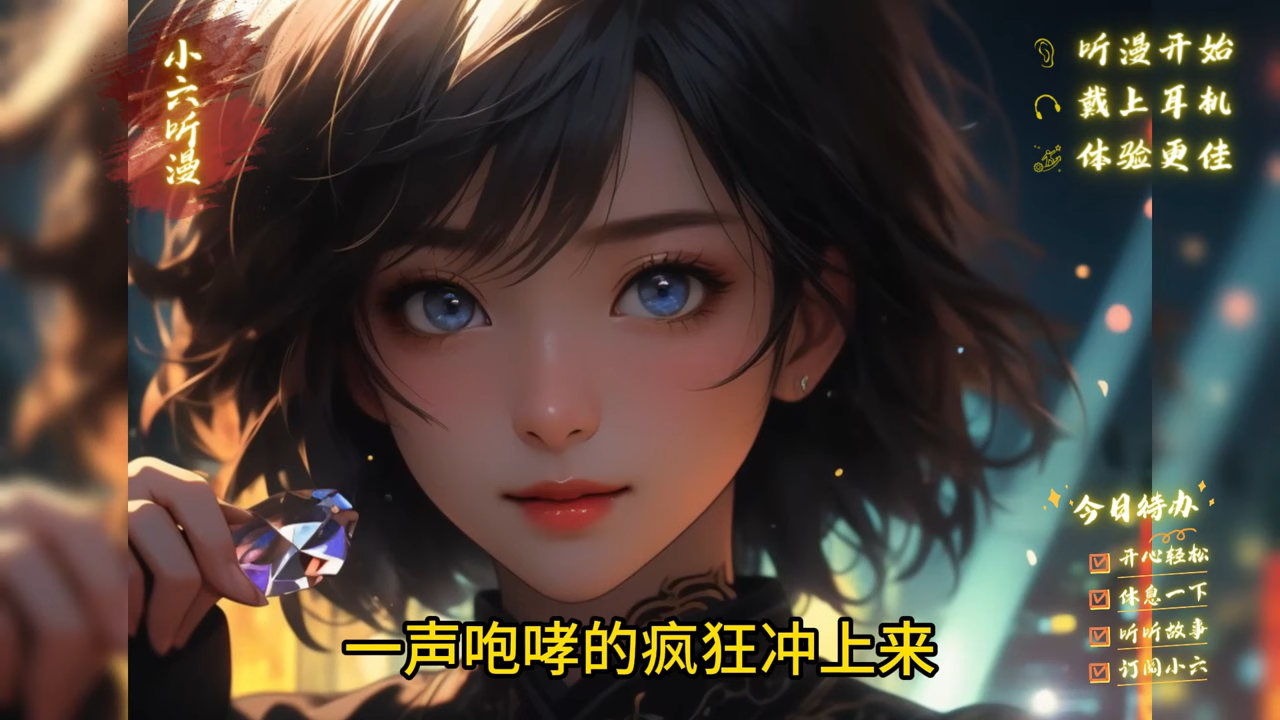 小六听漫
听漫开始
戴上耳机
体验更佳
今日待办
开心轻松
休息一下
听听故事
订阅小六
一声咆哮的疯狂冲上来